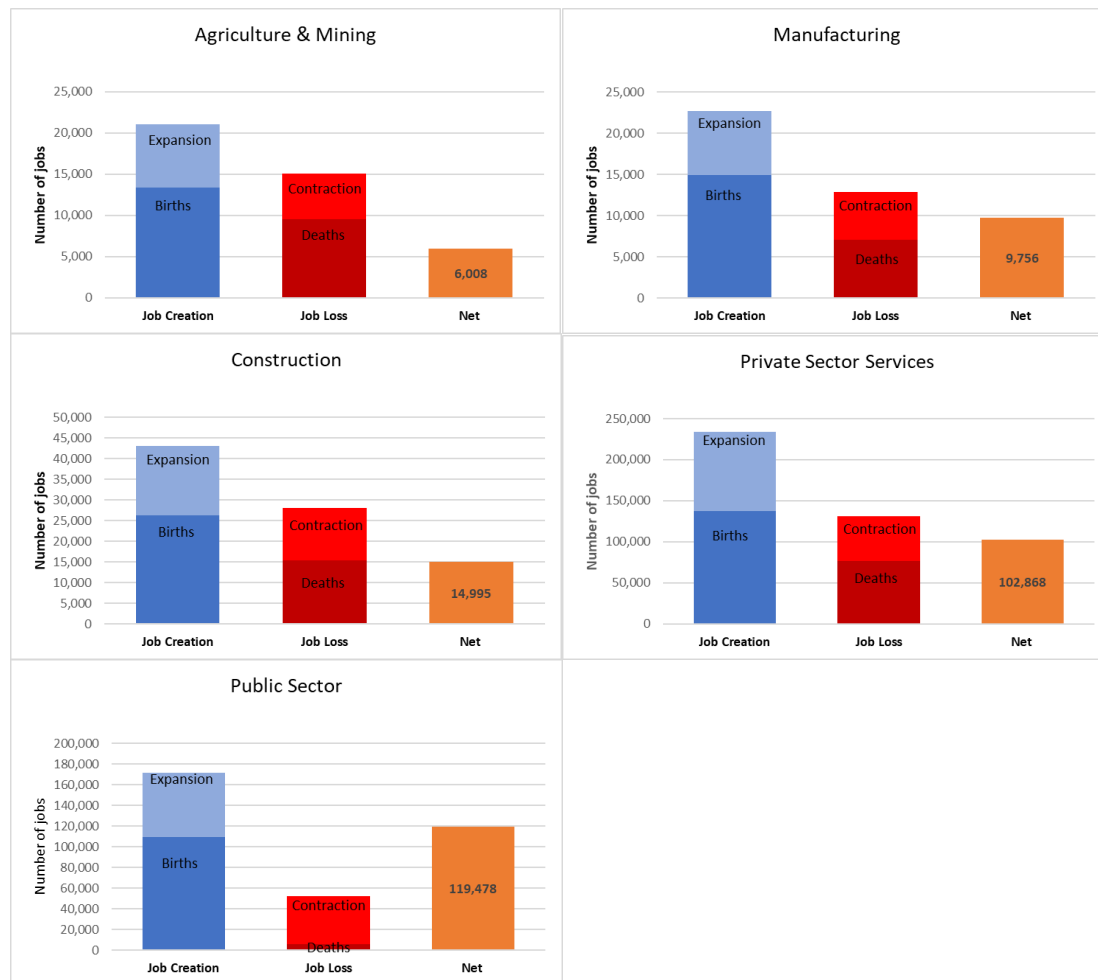 Agriculture & Mining
Number of jobs
25,000
20,000
15,000
10,000
5,000
0
Expansion
Births
Contraction
Deaths
6,008
Job Creation
Job Loss
Net
Manufacturing
Number of jobs
25,000
20,000
15,000
10,000
5,000
0
Expansion
Births
Contraction
Deaths
9,756
Job Creation
Job Loss
Net
Construction
Number of jobs
50,000
45,000
40,000
35,000
30,000
25,000
20,000
15,000
10,000
5,000
0
Expansion
Births
Contraction
Deaths
14,995
Job Creation
Job Loss
Net
Private Sector Services
Number of jobs
250,000
200,000
150,000
100,000
50,000
0
Expansion
Births
Contraction
Deaths
102,868
Job Creation
Job Loss
Net
Public Sector
Number of jobs
200,000
180,000
160,000
140,000
120,000
100,000
80,000
60,000
40,000
20,000
0
Expansion
Births
Contraction
Deaths
119,478
Job Creation
Job Loss
Net